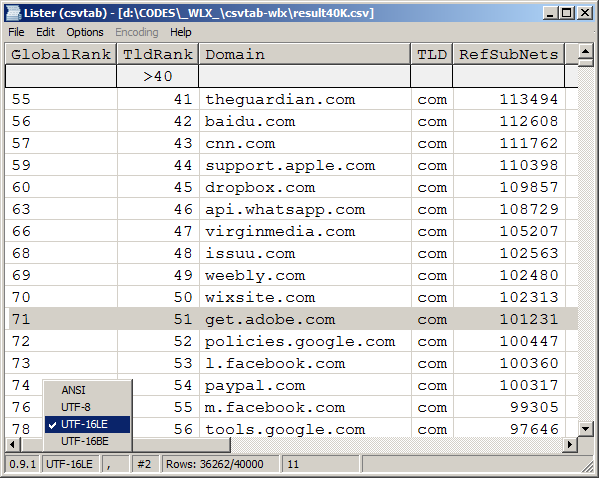 Lister (csvtab) - [d:\CODES\_WLX_\csvtab-wlx\result40K.csv]
File Edit Options Encoding Help
GlobalRank TldRank Domain TLD RefSubNets
>40
55 41 theguardian.com com 113494
56 42 baidu.com com 112608
57 43 cnn.com com 111762
59 44 support.apple.com com 110398
60 45 dropbox.com com 109857
63 46 api.whatsapp.com com 108729
66 47 virginmedia.com com 105207
68 48 issuu.com com 102563
69 49 weebly.com com 102480
70 50 wixsite.com com 102313
71 51 get.adobe.com com 101231
72 52 policies.google.com com 100447
73 53 l.facebook.com com 100360
74 54 paypal.com com 100317
76 55 m.facebook.com com 99305
78 56 tools.google.com com 97646
ANSI
UTF-8
UTF-16LE
UTF-16BE
0.9.1 UTF-16LE , #2 Rows: 36262/40000 11